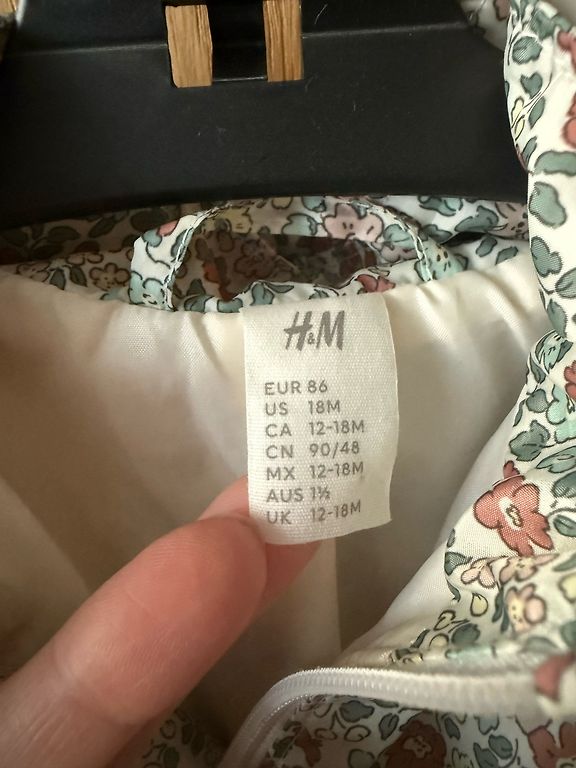 H&M
EUR 86
US 18M
CA 12-18M
CN 90/48
MX 12-18M
AUS 1½
UK 12-18M